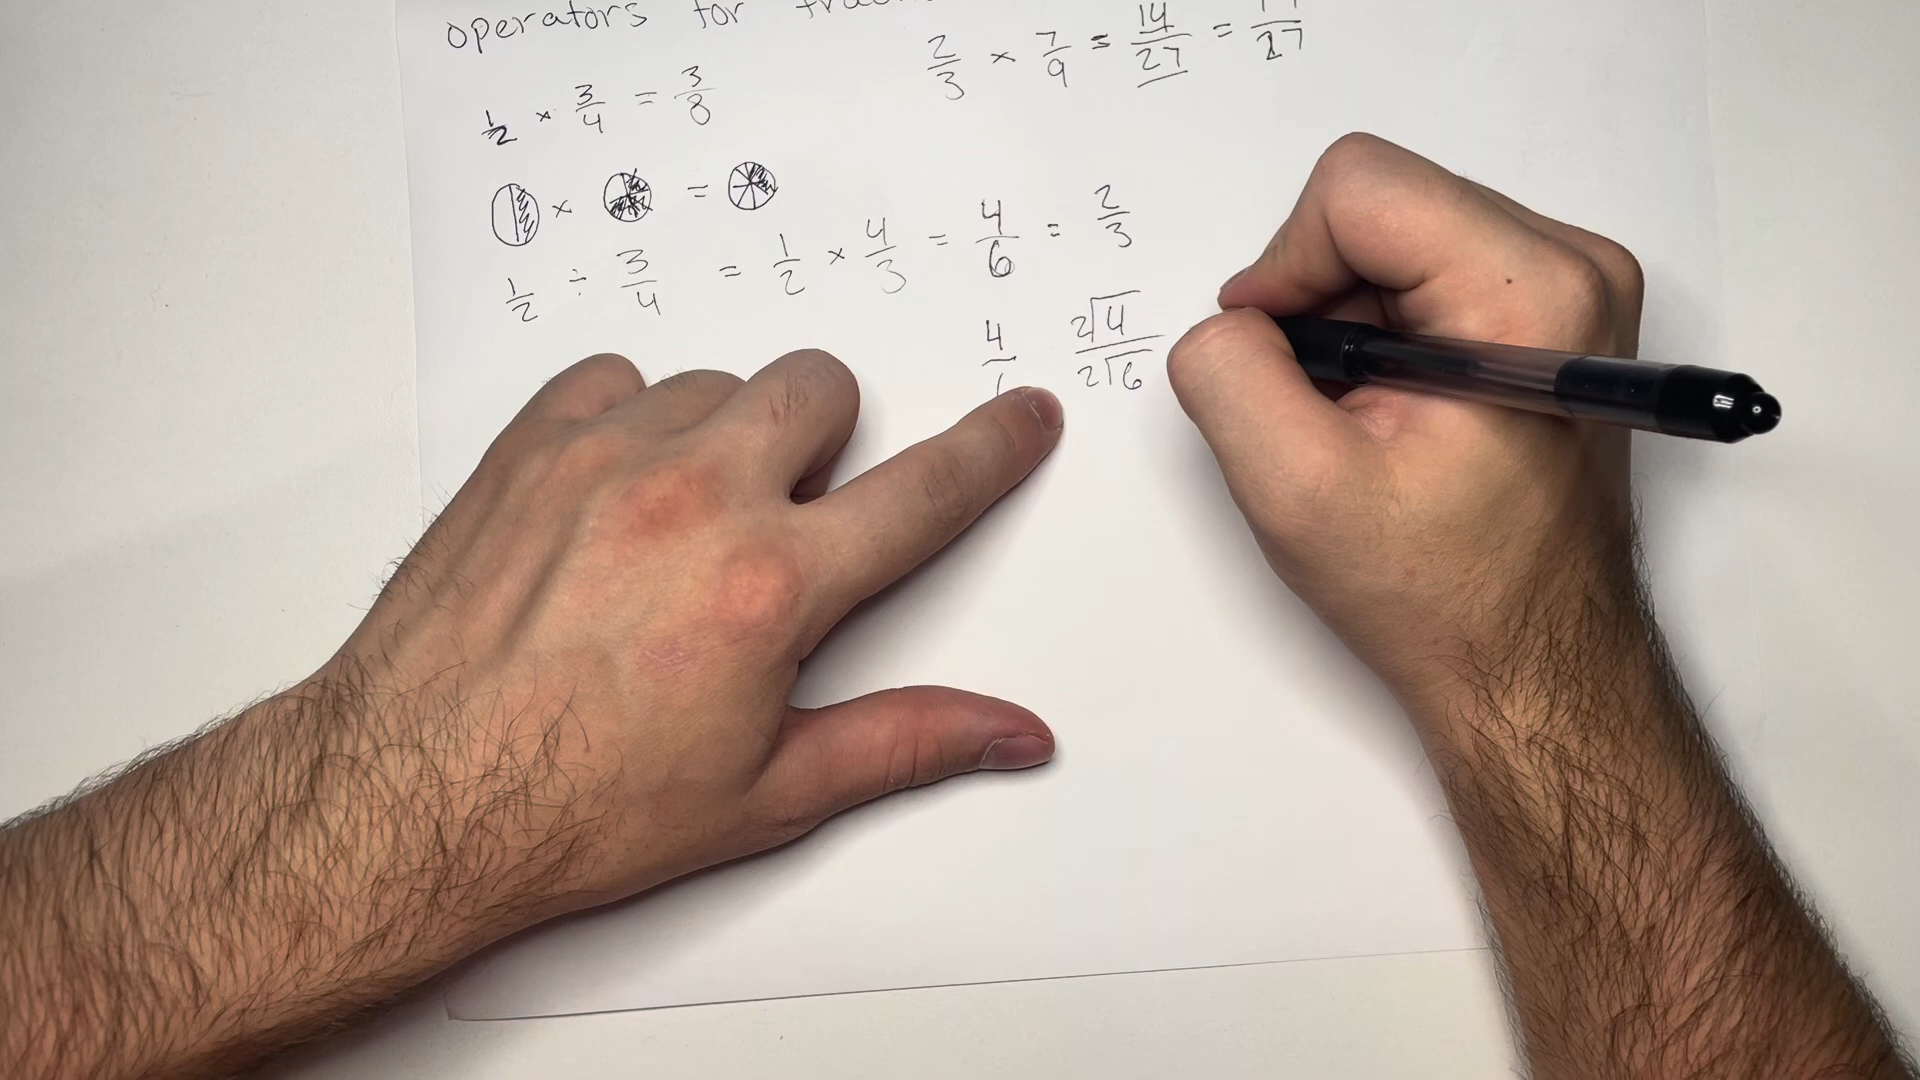 operators for
2/3 × 7/9 = 14/27 = /27
1/2 × 3/4 = 3/8
× =
1/2 ÷ 3/4 = 1/2 × 4/3 = 4/6 = 2/3
4/ 2√4/2√6